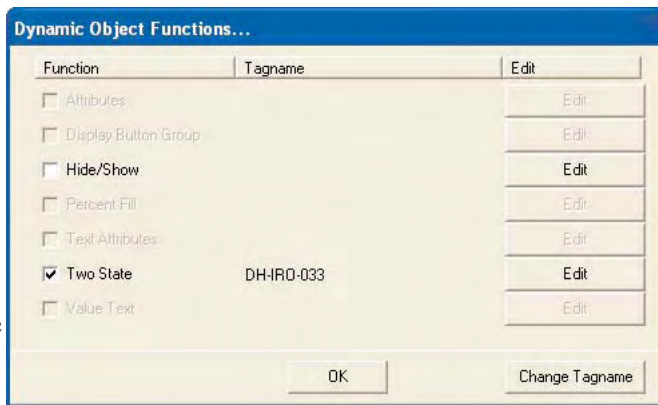 Dynamic Object Functions...
Function Tagname Edit
Attributes Edit
Display Button Group Edit
Hide/Show Edit
Percent Fill Edit
Text Attributes Edit
Two State DH-IRO-033 Edit
Value Text Edit
OK Change Tagname